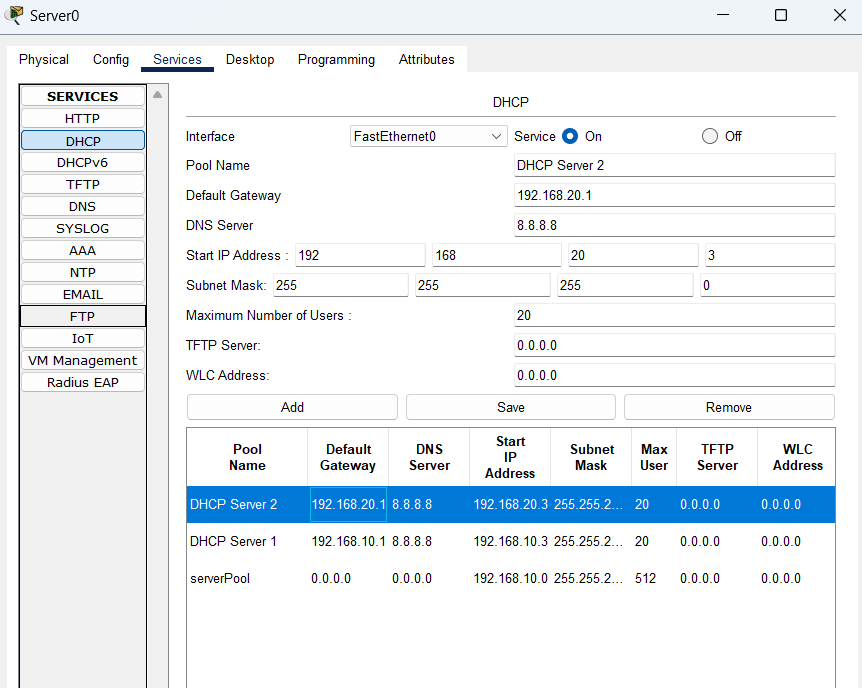 Server0
Physical Config Services Desktop Programming Attributes
SERVICES
HTTP
DHCP
DHCPv6
TFTP
DNS
SYSLOG
AAA
NTP
EMAIL
FTP
IoT
VM Management
Radius EAP
DHCP
Interface FastEthernet0 Service On Off
Pool Name DHCP Server 2
Default Gateway 192.168.20.1
DNS Server 8.8.8.8
Start IP Address : 192 168 20 3
Subnet Mask: 255 255 255 0
Maximum Number of Users : 20
TFTP Server: 0.0.0.0
WLC Address: 0.0.0.0
Add Save Remove
Pool Name Default Gateway DNS Server Start IP Address Subnet Mask Max User TFTP Server WLC Address
DHCP Server 2 192.168.20.1 8.8.8.8 192.168.20.3 255.255.2... 20 0.0.0.0 0.0.0.0
DHCP Server 1 192.168.10.1 8.8.8.8 192.168.10.3 255.255.2... 20 0.0.0.0 0.0.0.0
serverPool 0.0.0.0 0.0.0.0 192.168.10.0 255.255.2... 512 0.0.0.0 0.0.0.0